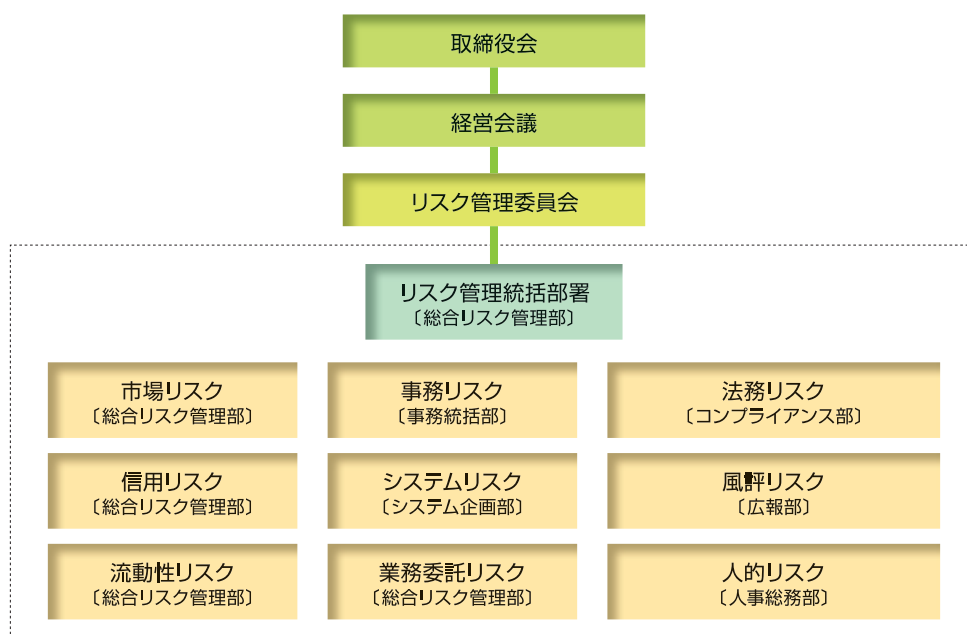 取締役会
経営会議
リスク管理委員会
リスク管理統括部署
〔総合リスク管理部〕
市場リスク
〔総合リスク管理部〕
事務リスク
〔事務統括部〕
法務リスク
〔コンプライアンス部〕
信用リスク
〔総合リスク管理部〕
システムリスク
〔システム企画部〕
風評リスク
〔広報部〕
流動性リスク
〔総合リスク管理部〕
業務委託リスク
〔総合リスク管理部〕
人的リスク
〔人事総務部〕